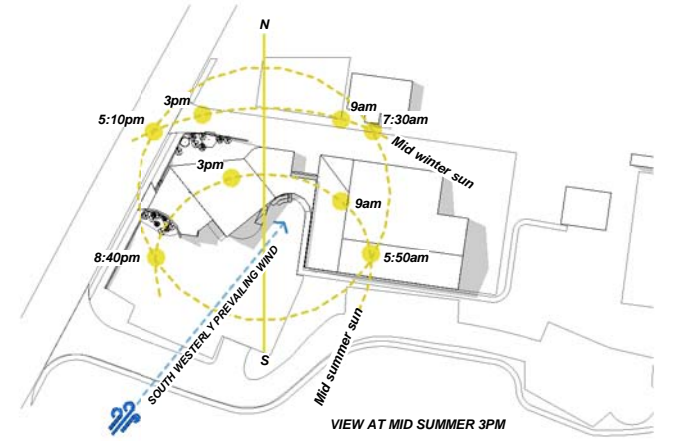 N
3pm
9am
5:10pm
7:30am
Mid winter sun
3pm
9am
8:40pm
5:50am
SOUTH WESTERLY PREVAILING WIND
Mid summer sun
S
VIEW AT MID SUMMER 3PM